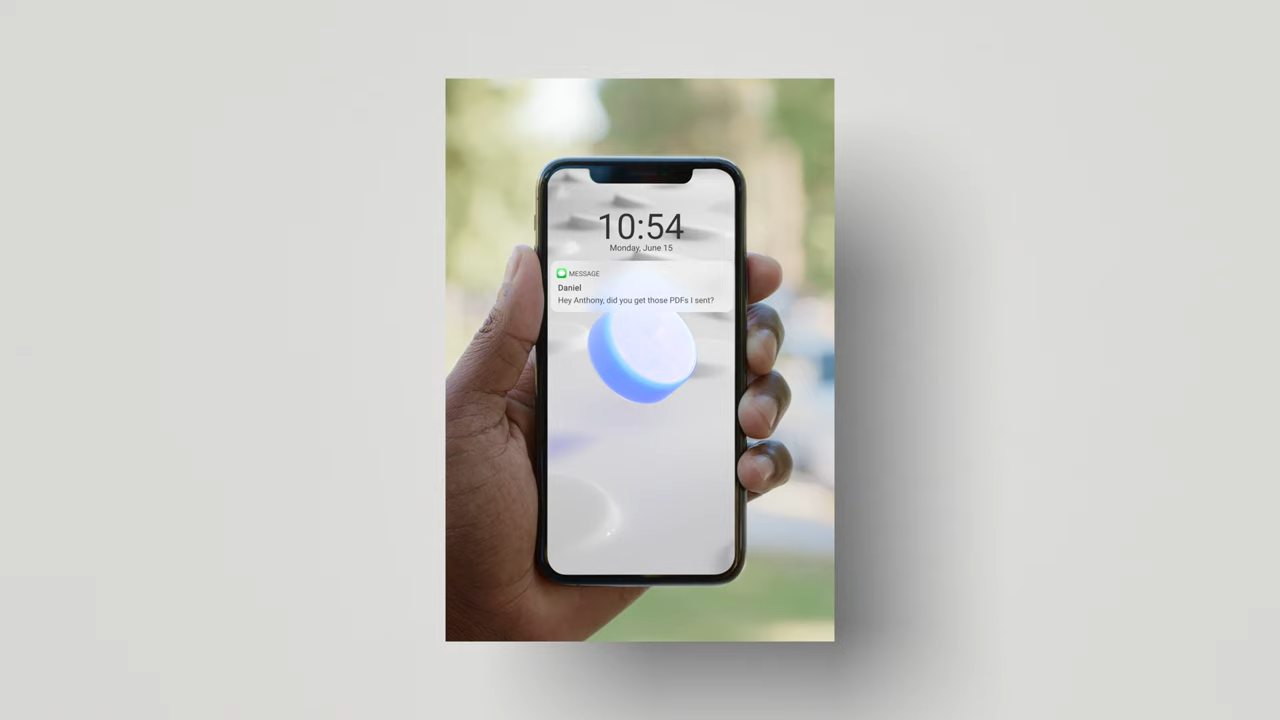 10:54
Monday, June 15
MESSAGE
Daniel
Hey Anthony, did you get those PDFs I sent?